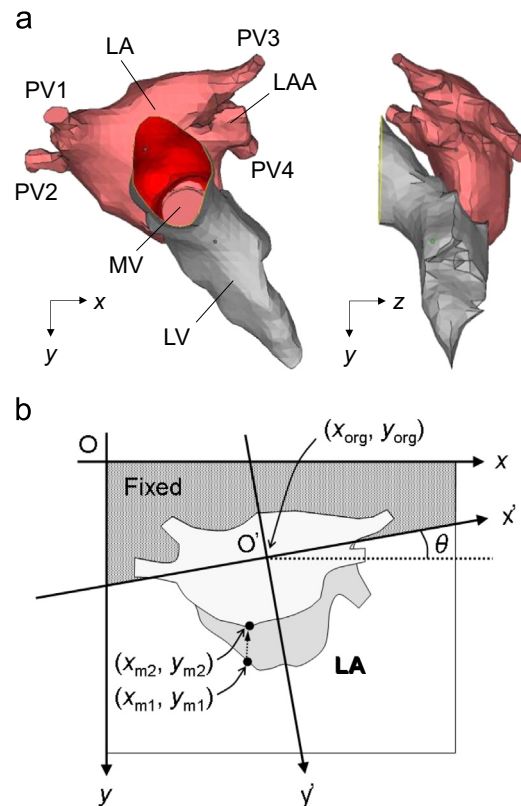 a
LA
PV3
PV1
LAA
PV2
PV4
MV
x
y
LV
z
y
b
(xorg, yorg)
O
x
Fixed
x'
O'
θ
(xm2, ym2)
(xm1, ym1)
LA
y
y'